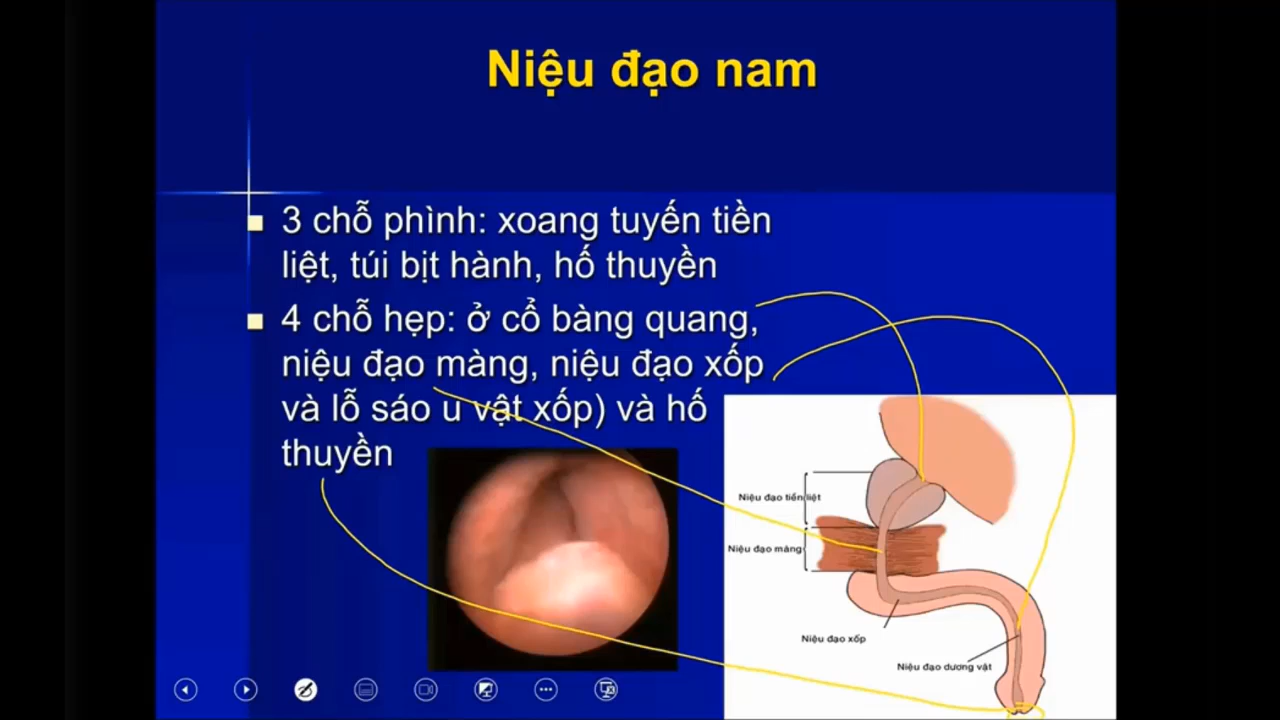 Niệu đạo nam
3 chỗ phình: xoang tuyến tiền
liệt, túi bịt hành, hố thuyền
4 chỗ hẹp: ở cổ bàng quang,
niệu đạo màng, niệu đạo xốp
và lỗ sáo u vật xốp) và hố
thuyền
Niệu đạo tiền liệt
Niệu đạo màng
Niệu đạo xốp
Niệu đạo dương vật